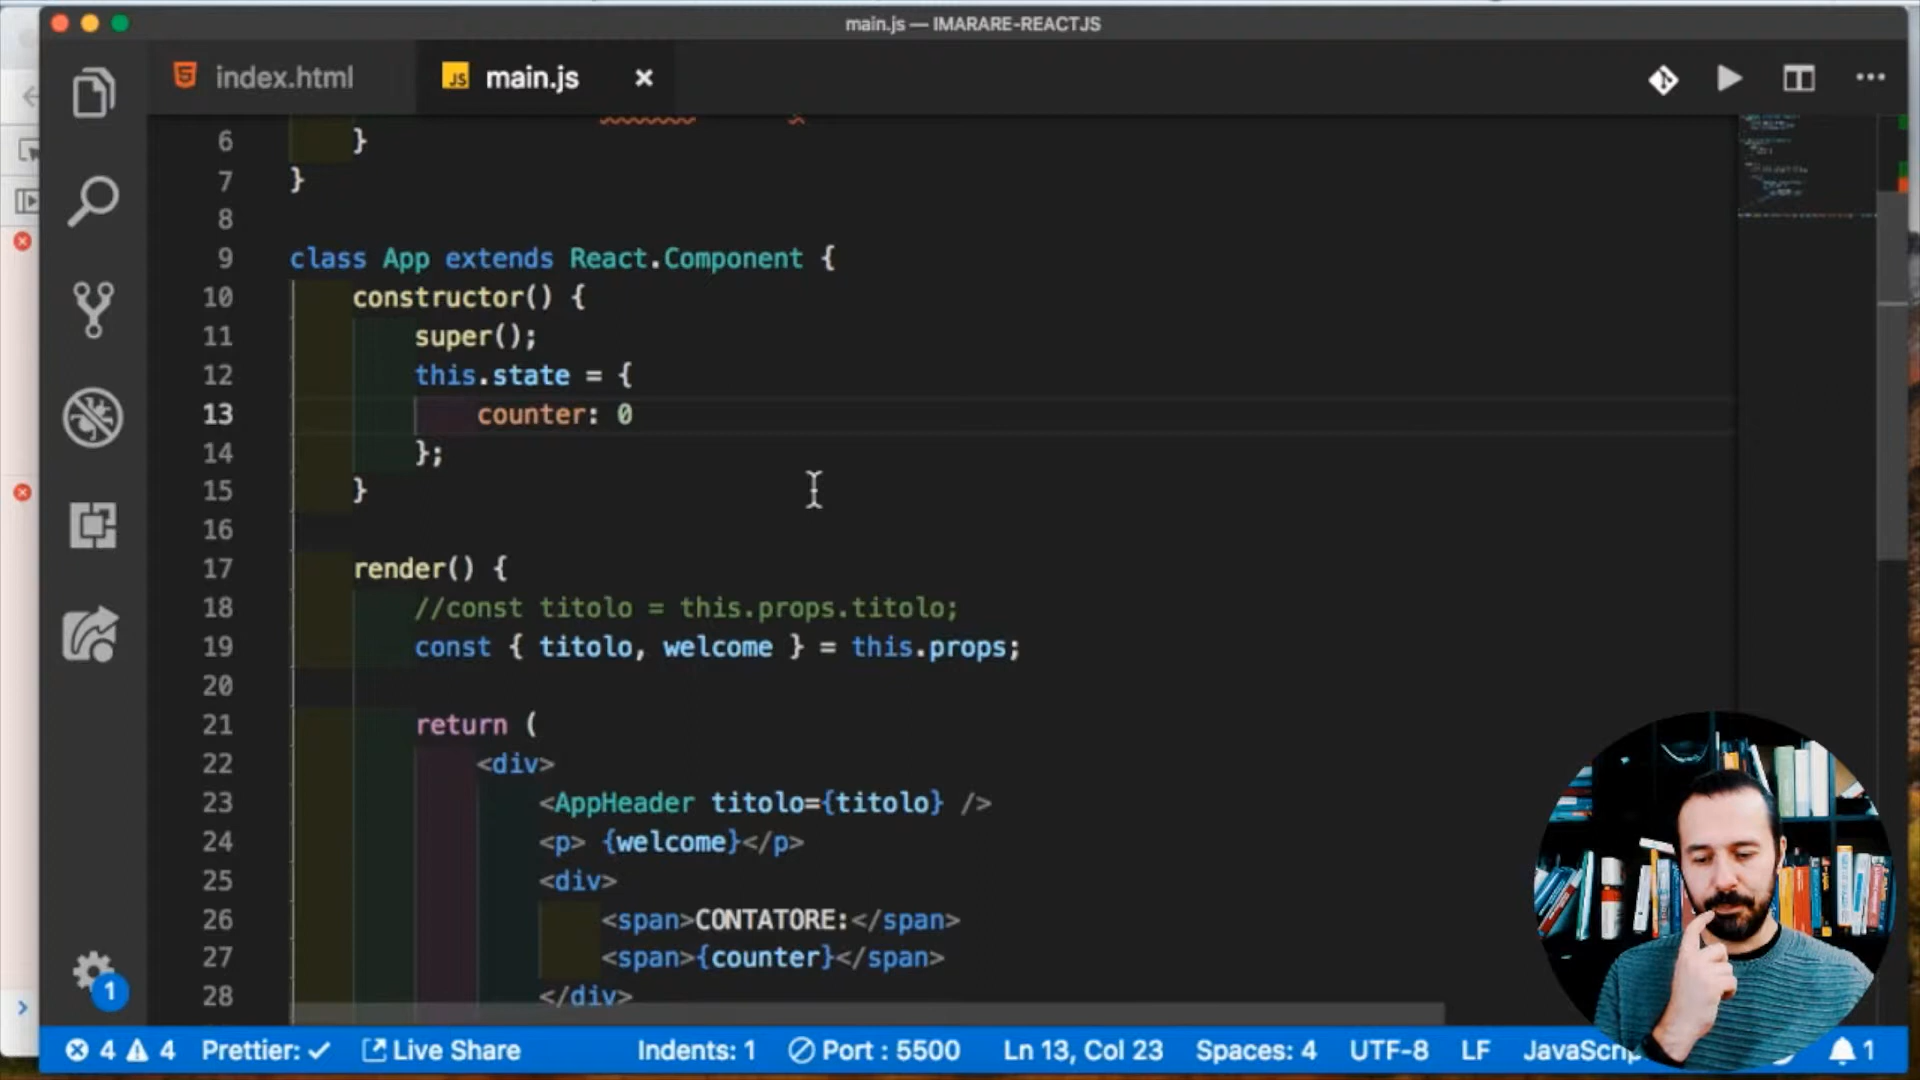 main.js — IMARARE-REACTJS
index.html
JS main.js
6 }
7 }
8
9 class App extends React.Component {
10 constructor() {
11 super();
12 this.state = {
13 counter: 0
14 };
15 }
16
17 render() {
18 //const titolo = this.props.titolo;
19 const { titolo, welcome } = this.props;
20
21 return (
22 <div>
23 <AppHeader titolo={titolo} />
24 <p> {welcome}</p>
25 <div>
26 <span>CONTATORE:</span>
27 <span>{counter}</span>
28 </div>
1
4 4 Prettier: ✓ Live Share Indents: 1 Port : 5500 Ln 13, Col 23 Spaces: 4 UTF-8 LF JavaScrip 1